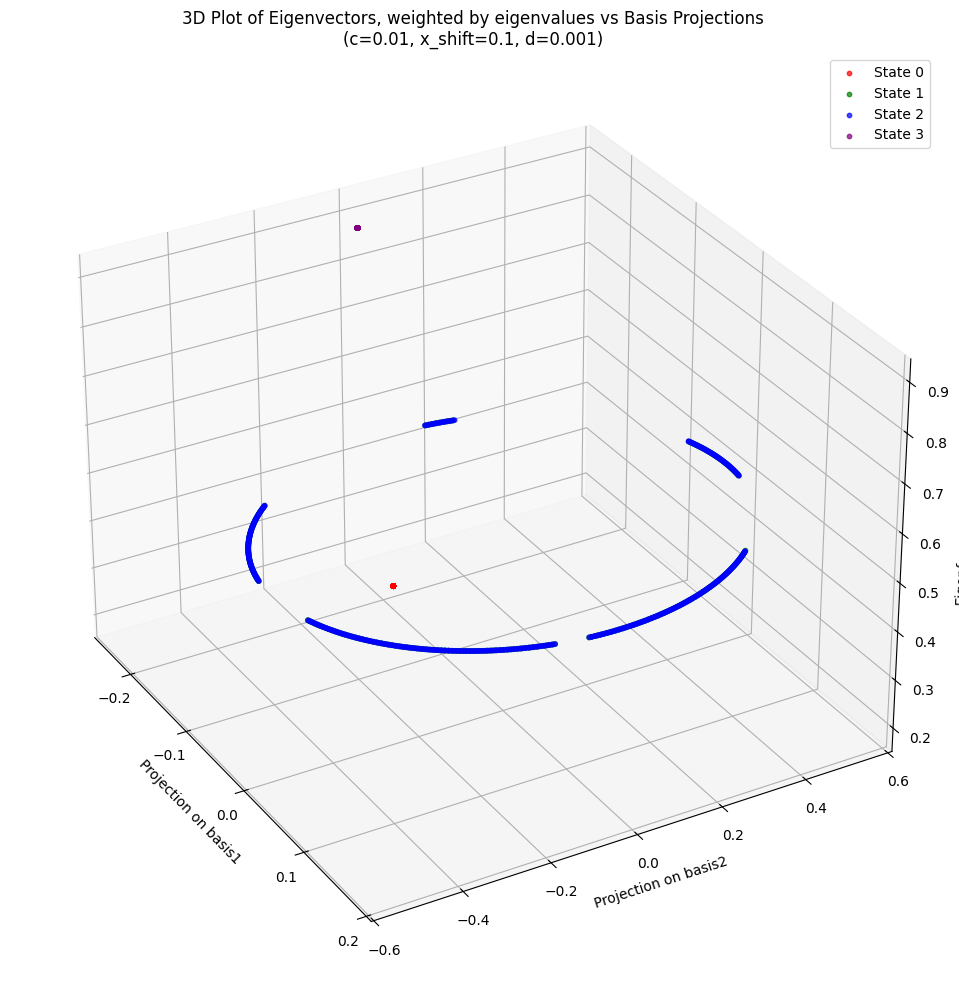 3D Plot of Eigenvectors, weighted by eigenvalues vs Basis Projections
(c=0.01, x_shift=0.1, d=0.001)
State 0
State 1
State 2
State 3
0.9
0.8
0.7
0.6
0.5
0.4
0.3
0.2
−0.2
−0.1
0.0
0.1
0.2
Projection on basis1
−0.6
−0.4
−0.2
0.0
0.2
0.4
0.6
Projection on basis2